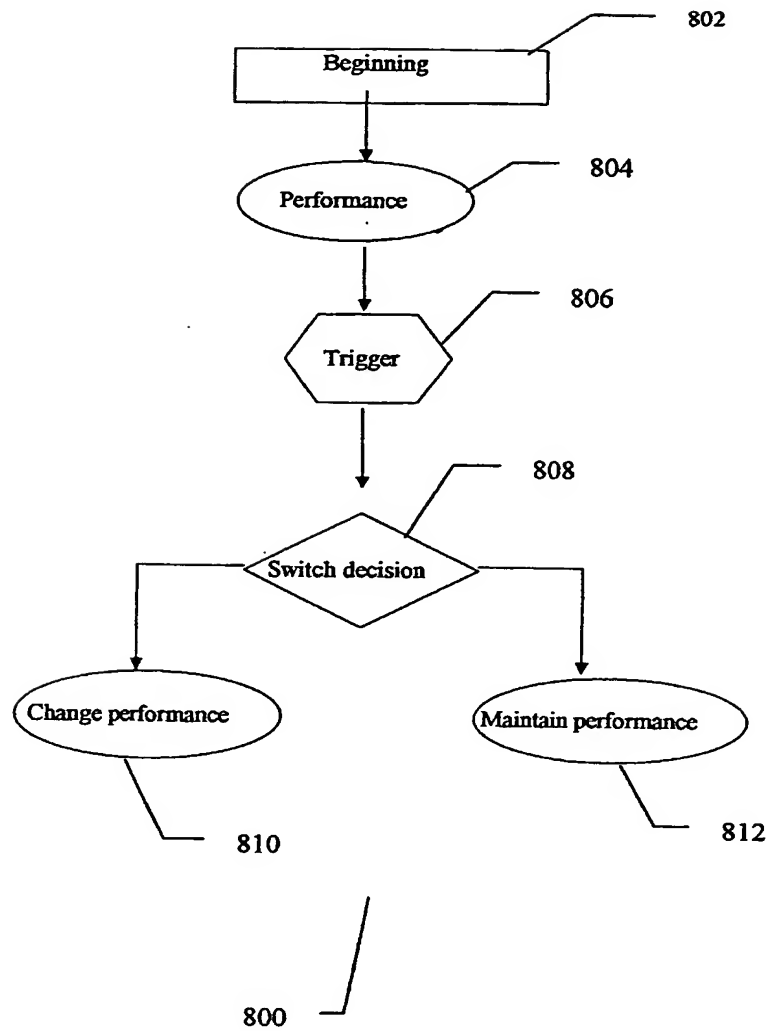 802
Beginning
804
Performance
806
Trigger
808
Switch decision
Change performance
Maintain performance
810
812
800